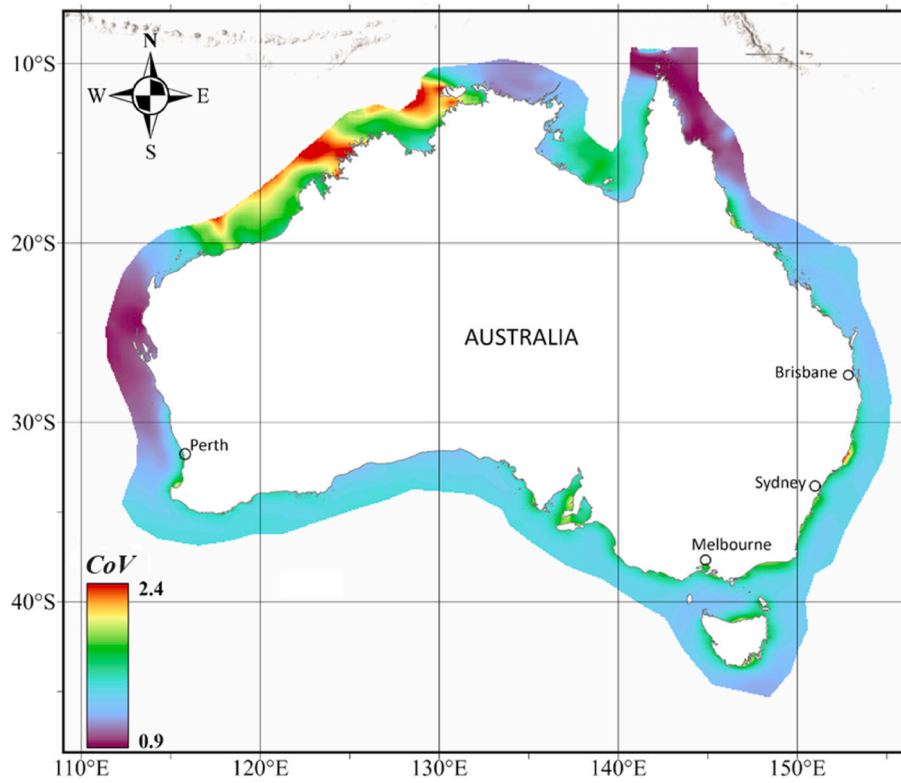 N
W E
S
10°S
20°S
30°S
40°S
AUSTRALIA
Brisbane
Perth
Sydney
Melbourne
CoV
2.4
0.9
110°E 120°E 130°E 140°E 150°E